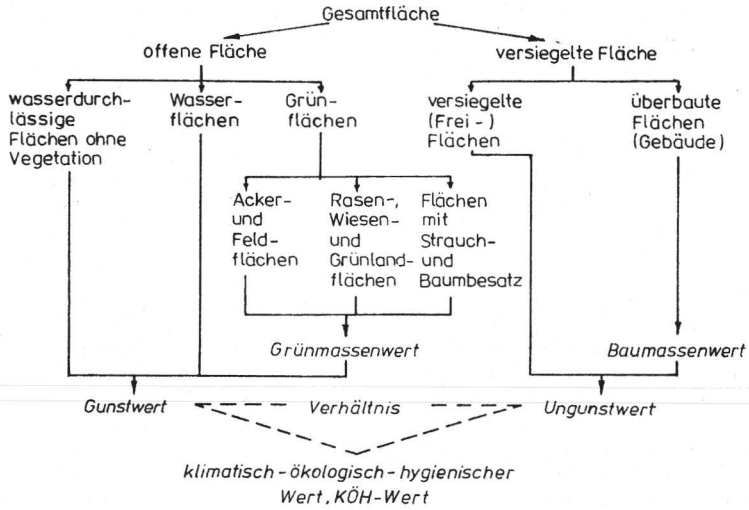 Gesamtfläche
offene Fläche
versiegelte Fläche
wasserdurch-
lässige
Flächen ohne
Vegetation
Wasser-
flächen
Grün-
flächen
versiegelte
(Frei-)
Flächen
überbaute
Flächen
(Gebäude)
Acker-
und
Feld-
flächen
Rasen-,
Wiesen-
und
Grünland-
flächen
Flächen
mit
Strauch-
und
Baumbesatz
Grünmassenwert
Baumassenwert
Gunstwert
Verhältnis
Ungunstwert
klimatisch-ökologisch-hygienischer
Wert, KÖH-Wert